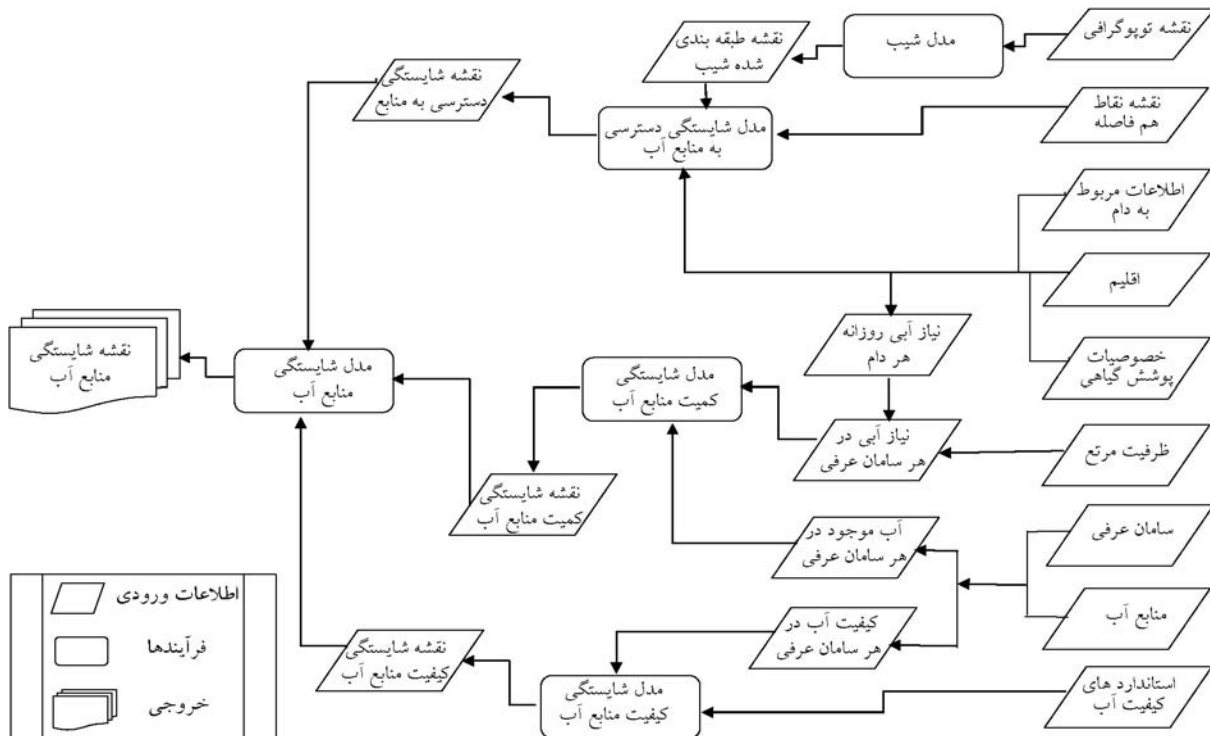 نقشه توپوگرافی
مدل شیب
نقشه طبقه بندی
شده شیب
نقشه شایستگی
دسترسی به منابع
مدل شایستگی دسترسی
به منابع آب
نقشه نقاط
هم فاصله
اطلاعات مربوط
به دام
اقلیم
خصوصیات
پوشش گیاهی
نیاز آبی روزانه
هر دام
نقشه شایستگی
منابع آب
مدل شایستگی
منابع آب
مدل شایستگی
کمیت منابع آب
نیاز آبی در
هر سامان عرفی
ظرفیت مرتع
نقشه شایستگی
کمیت منابع آب
آب موجود در
هر سامان عرفی
سامان عرفی
منابع آب
کیفیت آب در
هر سامان عرفی
نقشه شایستگی
کیفیت منابع آب
مدل شایستگی
کیفیت منابع آب
استاندارد های
کیفیت آب
اطلاعات ورودی
فرآیندها
خروجی